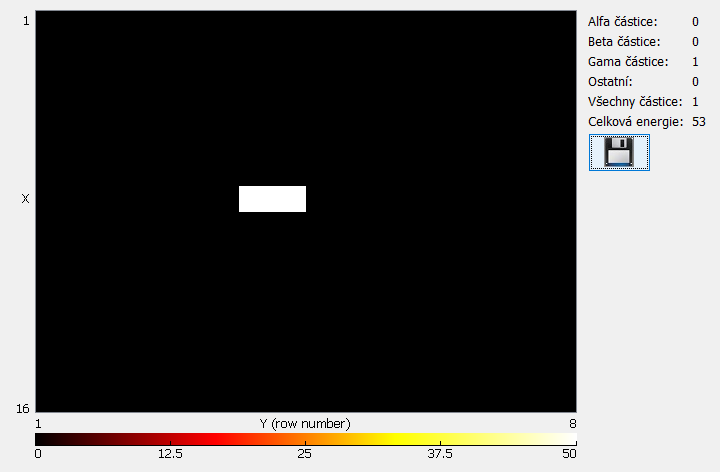 1
X
16
1 Y (row number) 8
0 12.5 25 37.5 50
Alfa částice: 0
Beta částice: 0
Gama částice: 1
Ostatní: 0
Všechny částice: 1
Celková energie: 53